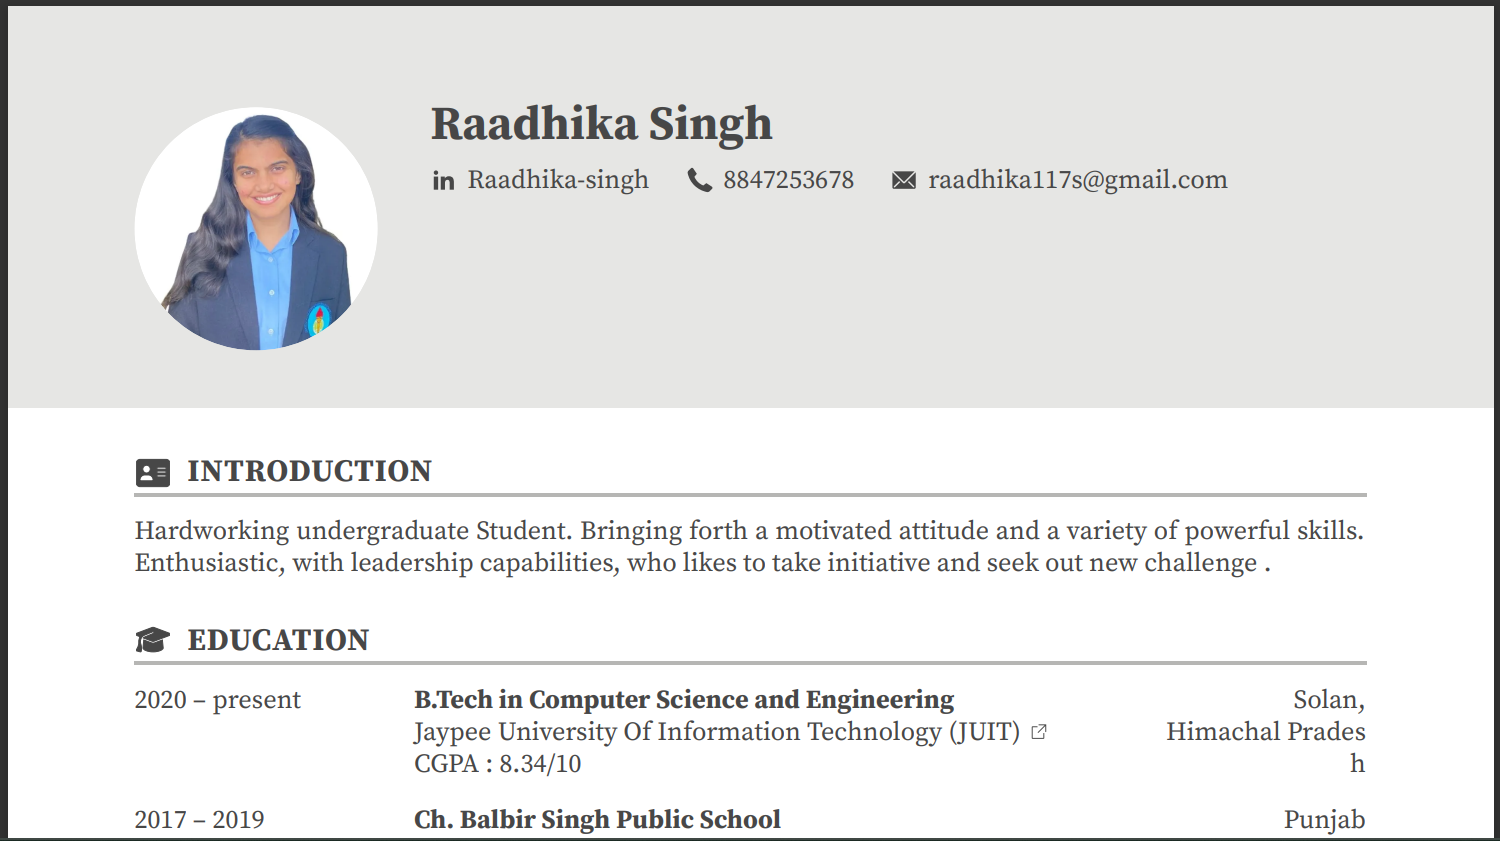 Raadhika Singh
in Raadhika-singh 8847253678 raadhika117s@gmail.com
INTRODUCTION
Hardworking undergraduate Student. Bringing forth a motivated attitude and a variety of powerful skills.
Enthusiastic, with leadership capabilities, who likes to take initiative and seek out new challenge .
EDUCATION
2020 – present B.Tech in Computer Science and Engineering Solan,
Jaypee University Of Information Technology (JUIT) Himachal Prades
CGPA : 8.34/10 h
2017 – 2019 Ch. Balbir Singh Public School Punjab